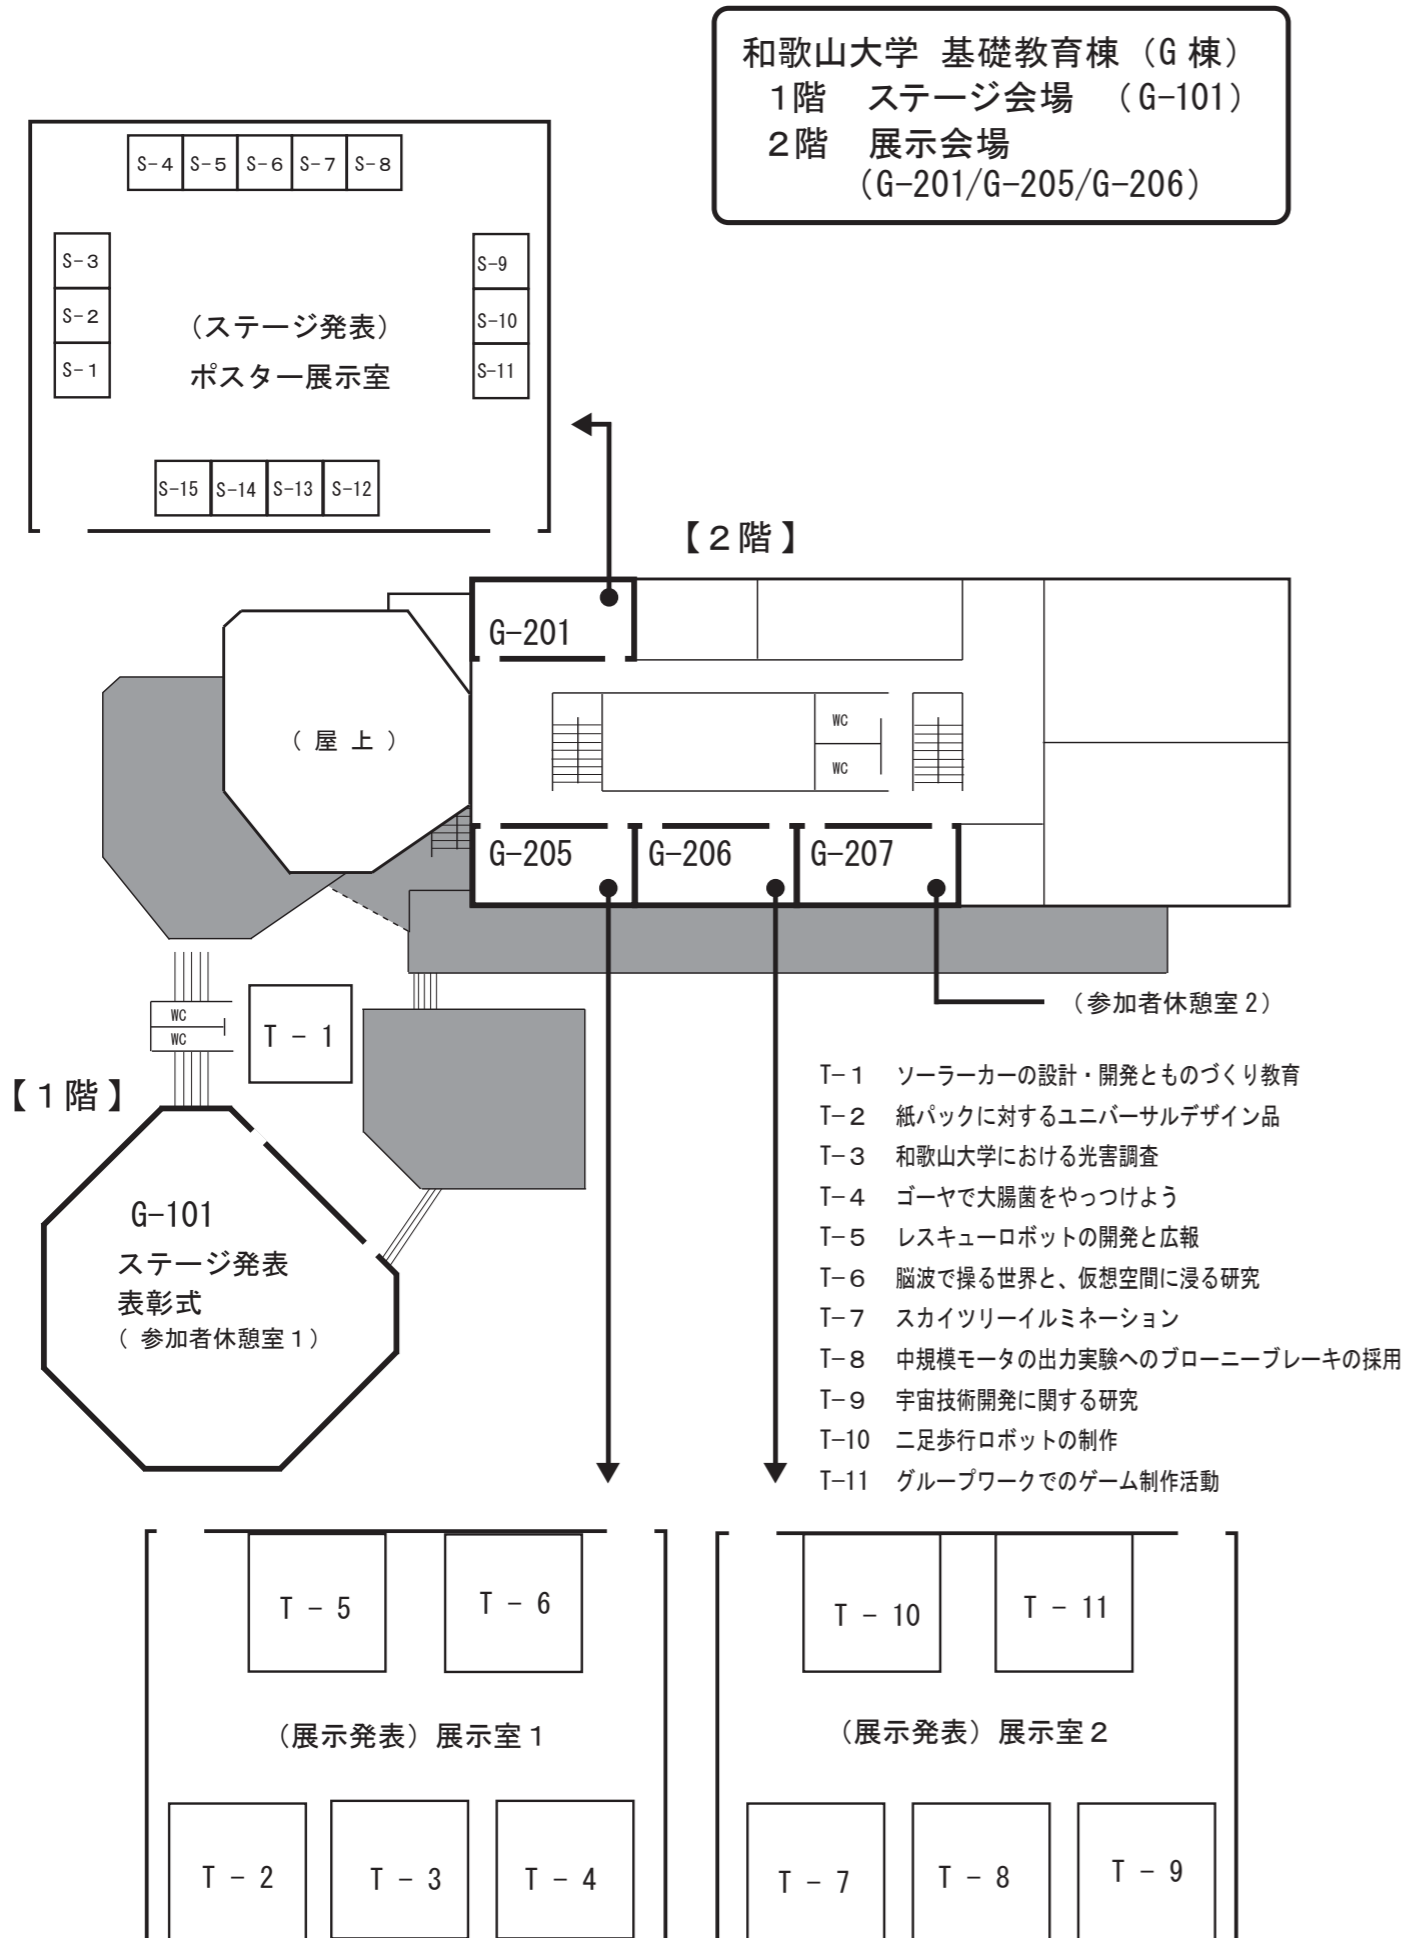 和歌山大学 基礎教育棟（G 棟）
1階 ステージ会場 （G-101）
2階 展示会場
（G-201/G-205/G-206）
S-4 S-5 S-6 S-7 S-8
S-3
S-2
S-1
S-9
S-10
S-11
（ステージ発表）
ポスター展示室
S-15 S-14 S-13 S-12
【2階】
G-201
（屋上）
WC
WC
G-205
G-206
G-207
（参加者休憩室2）
WC
WC
T - 1
【1階】
G-101
ステージ発表
表彰式
（ 参加者休憩室1）
T-1 ソーラーカーの設計・開発とものづくり教育
T-2 紙パックに対するユニバーサルデザイン品
T-3 和歌山大学における光害調査
T-4 ゴーヤで大腸菌をやっつけよう
T-5 レスキューロボットの開発と広報
T-6 脳波で操る世界と、仮想空間に浸る研究
T-7 スカイツリーイルミネーション
T-8 中規模モータの出力実験へのブローニーブレーキの採用
T-9 宇宙技術開発に関する研究
T-10 二足歩行ロボットの制作
T-11 グループワークでのゲーム制作活動
T - 5
T - 6
（展示発表）展示室1
T - 2
T - 3
T - 4
T - 10
T - 11
（展示発表）展示室2
T - 7
T - 8
T - 9